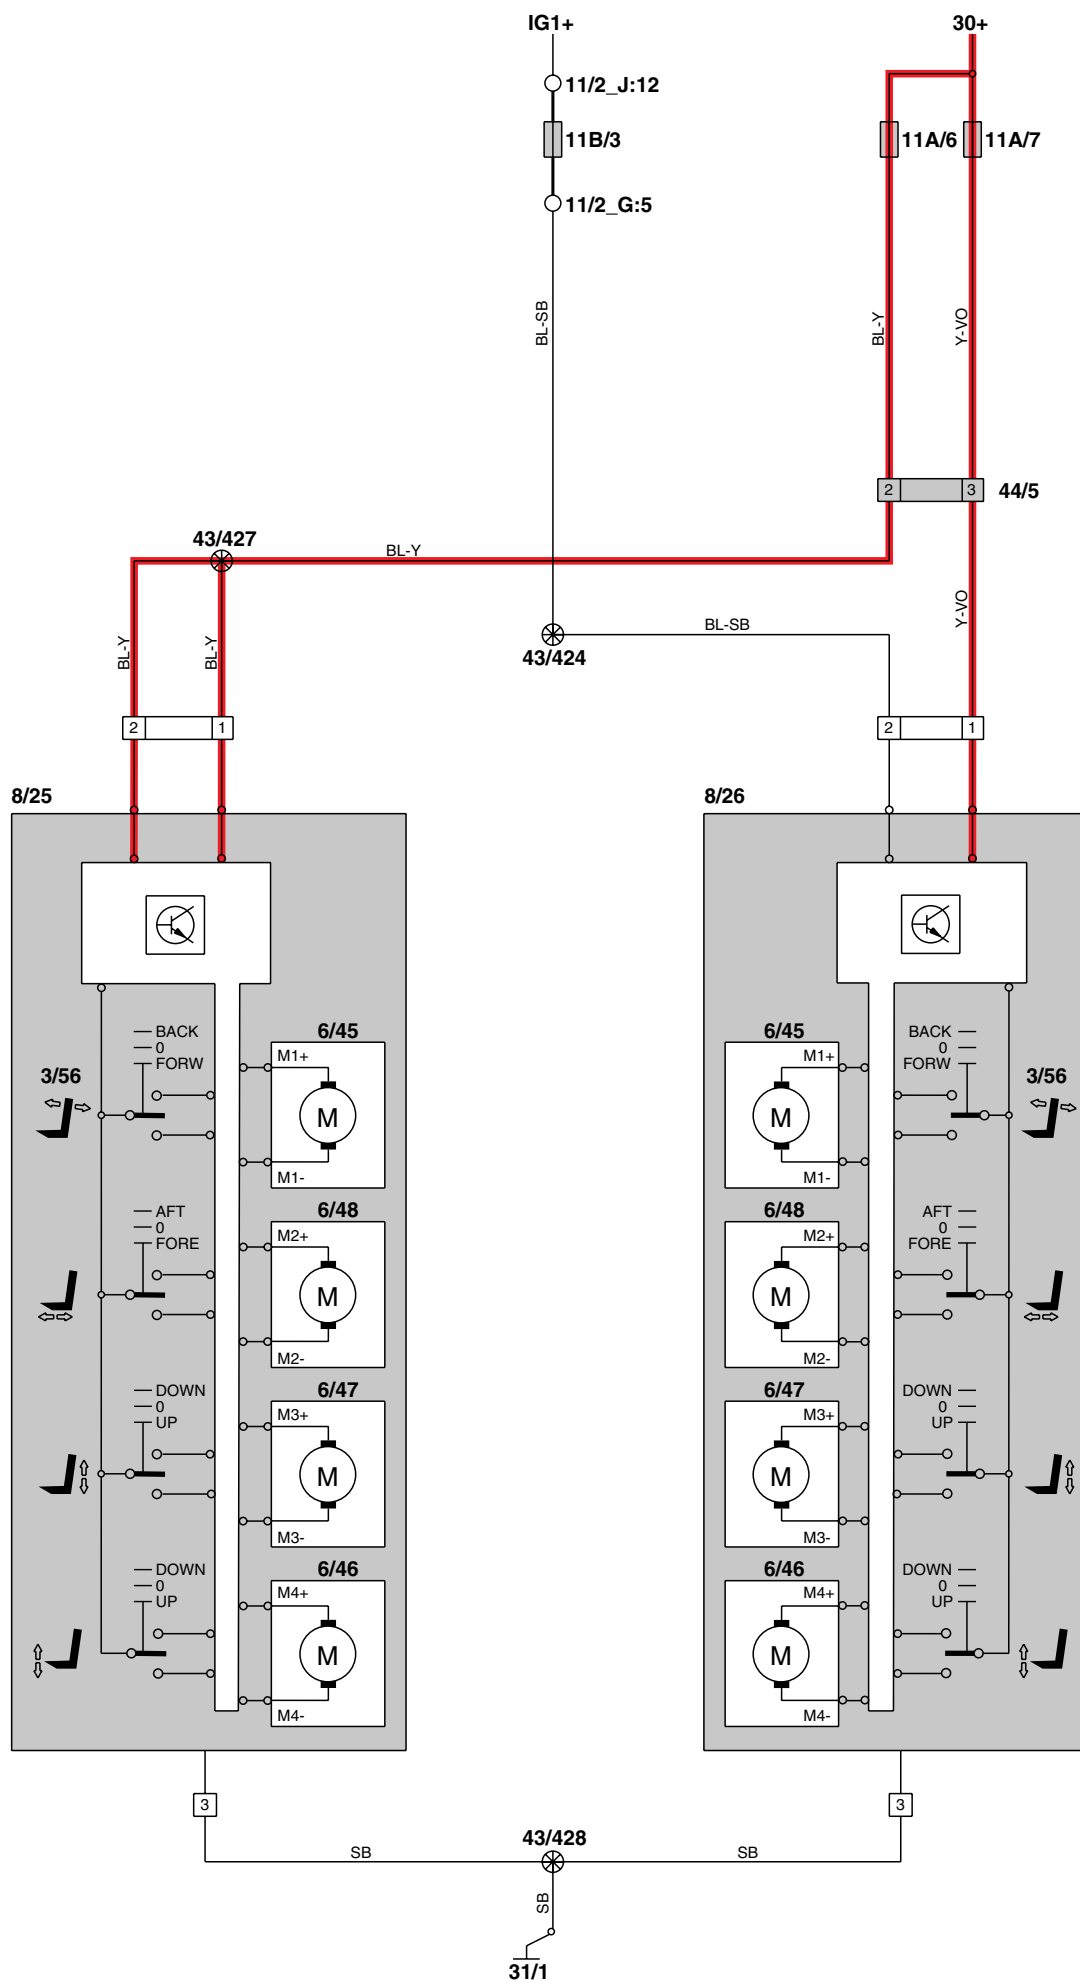 IG1+
30+
11/2_J:12
11B/3
11A/6
11A/7
11/2_G:5
BL-SB
BL-Y
Y-VO
2
3
44/5
43/427
BL-Y
Y-VO
BL-SB
43/424
BL-Y
BL-Y
2
1
2
1
8/25
8/26
BACK
0
FORW
3/56
6/45
M1+
M
M1-
6/45
M1+
M
M1-
BACK
0
FORW
3/56
AFT
0
FORE
6/48
M2+
M
M2-
6/48
M2+
M
M2-
AFT
0
FORE
DOWN
0
UP
6/47
M3+
M
M3-
6/47
M3+
M
M3-
DOWN
0
UP
DOWN
0
UP
6/46
M4+
M
M4-
6/46
M4+
M
M4-
DOWN
0
UP
3
3
43/428
SB
SB
SB
31/1